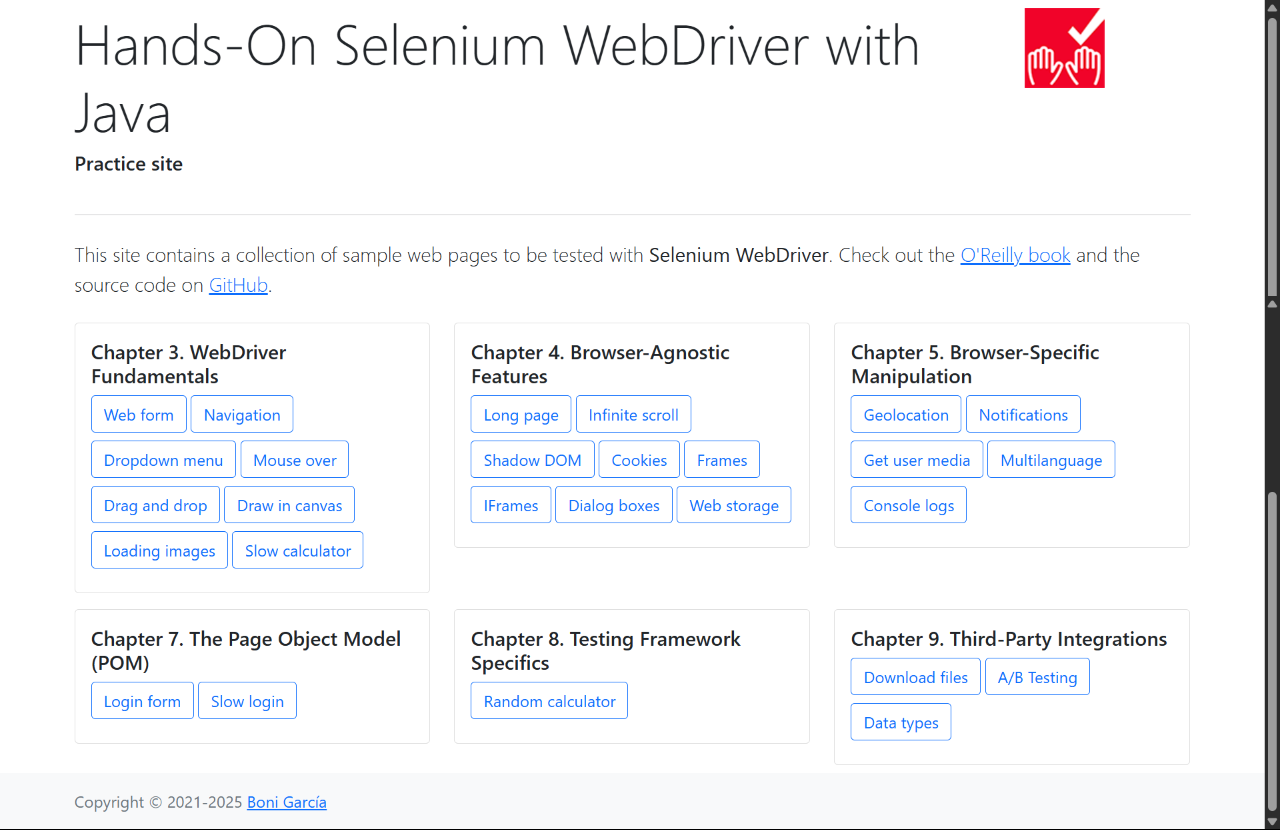 Hands-On Selenium WebDriver with
Java
Practice site
This site contains a collection of sample web pages to be tested with Selenium WebDriver. Check out the O'Reilly book and the
source code on GitHub.
Chapter 3. WebDriver
Fundamentals
Web form Navigation
Dropdown menu Mouse over
Drag and drop Draw in canvas
Loading images Slow calculator
Chapter 4. Browser-Agnostic
Features
Long page Infinite scroll
Shadow DOM Cookies Frames
IFrames Dialog boxes Web storage
Chapter 5. Browser-Specific
Manipulation
Geolocation Notifications
Get user media Multilanguage
Console logs
Chapter 7. The Page Object Model
(POM)
Login form Slow login
Chapter 8. Testing Framework
Specifics
Random calculator
Chapter 9. Third-Party Integrations
Download files A/B Testing
Data types
Copyright © 2021-2025 Boni García